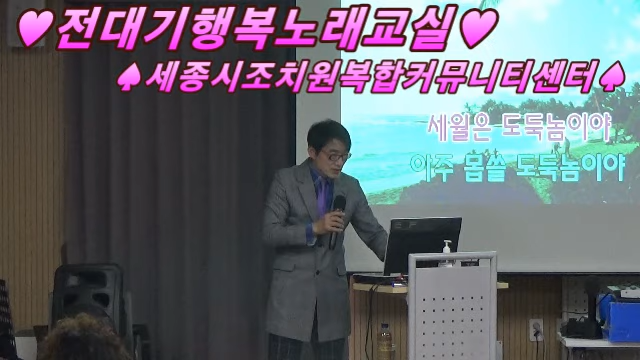 ♥전대기행복노래교실♥
♠세종시조치원복합커뮤니티센터♠
세월은 도둑놈이야
아주 몹쓸 도둑놈이야